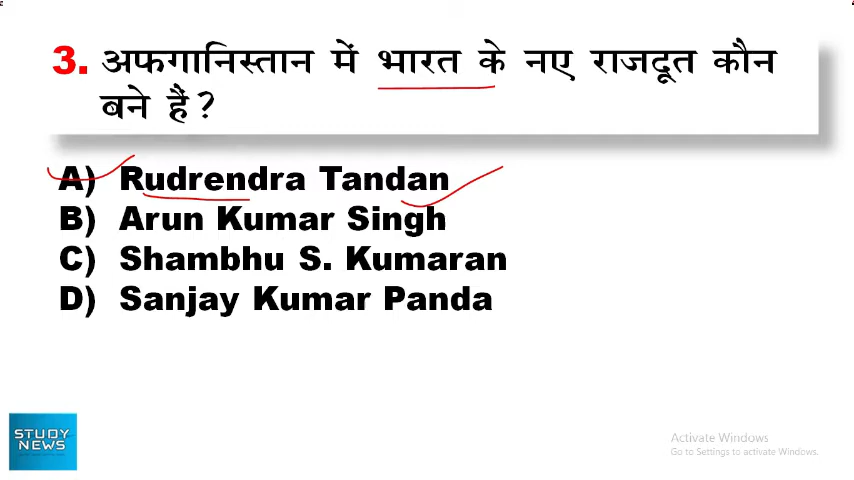 3. अफगानिस्तान में भारत के नए राजदूत कौन
बने हैं?
A) Rudrendra Tandan
B) Arun Kumar Singh
C) Shambhu S. Kumaran
D) Sanjay Kumar Panda
STUDY
NEWS
Activate Windows
Go to Settings to activate Windows.